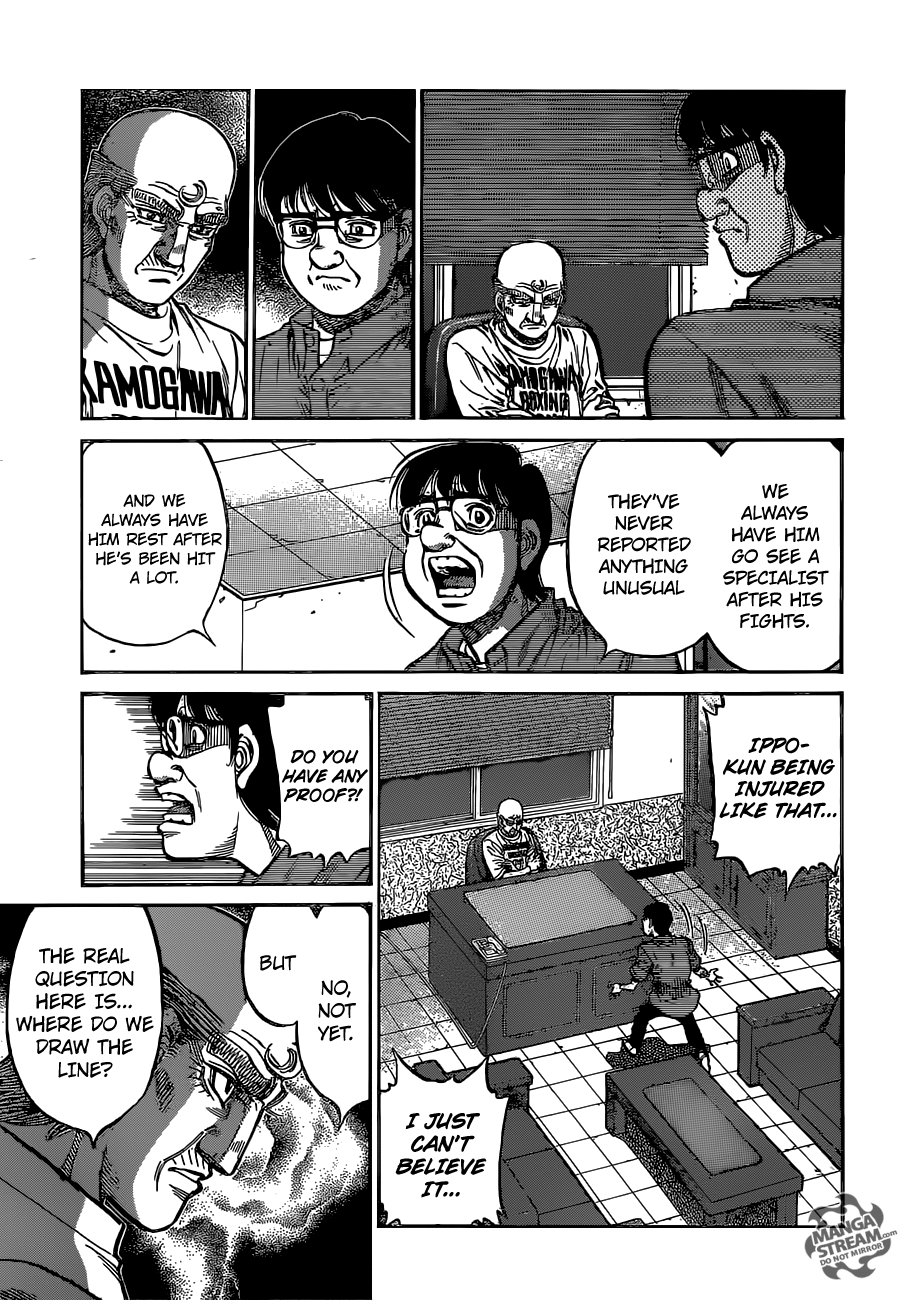 KAMOGAWA
KAMOGAWA
BOXING
WE
ALWAYS
HAVE HIM
GO SEE A
SPECIALIST
AFTER HIS
FIGHTS.
THEY'VE
NEVER
REPORTED
ANYTHING
UNUSUAL
AND WE
ALWAYS HAVE
HIM REST AFTER
HE'S BEEN HIT
A LOT.
IPPO-
KUN BEING
INJURED
LIKE THAT...
I JUST
CAN'T
BELIEVE
IT...
DO YOU
HAVE ANY
PROOF?!
NO,
NOT
YET.
BUT
THE REAL
QUESTION
HERE IS...
WHERE DO WE
DRAW THE
LINE?
MANGA
STREAM.com
DO NOT MIRROR